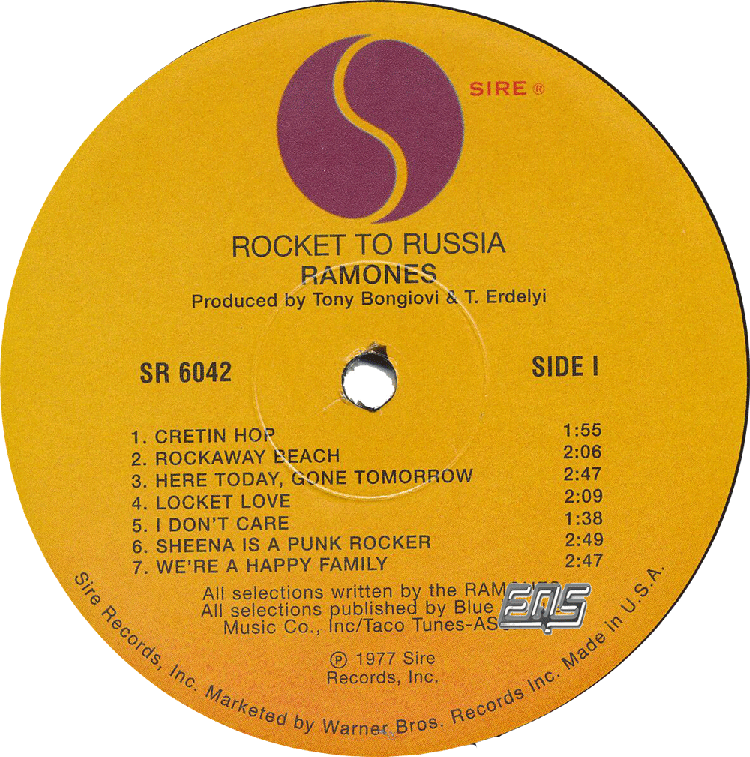 SIRE ®
ROCKET TO RUSSIA
RAMONES
Produced by Tony Bongiovi & T. Erdelyi
SR 6042
SIDE I
1. CRETIN HOP 1:55
2. ROCKAWAY BEACH 2:06
3. HERE TODAY, GONE TOMORROW 2:47
4. LOCKET LOVE 2:09
5. I DON'T CARE 1:38
6. SHEENA IS A PUNK ROCKER 2:49
7. WE'RE A HAPPY FAMILY 2:47
All selections written by the RAMONES
All selections published by Blue
Music Co., Inc/Taco Tunes-AS
EQS
℗ 1977 Sire
Records, Inc.
Sire Records, Inc. Marketed by Warner Bros. Records Inc. Made in U.S.A.